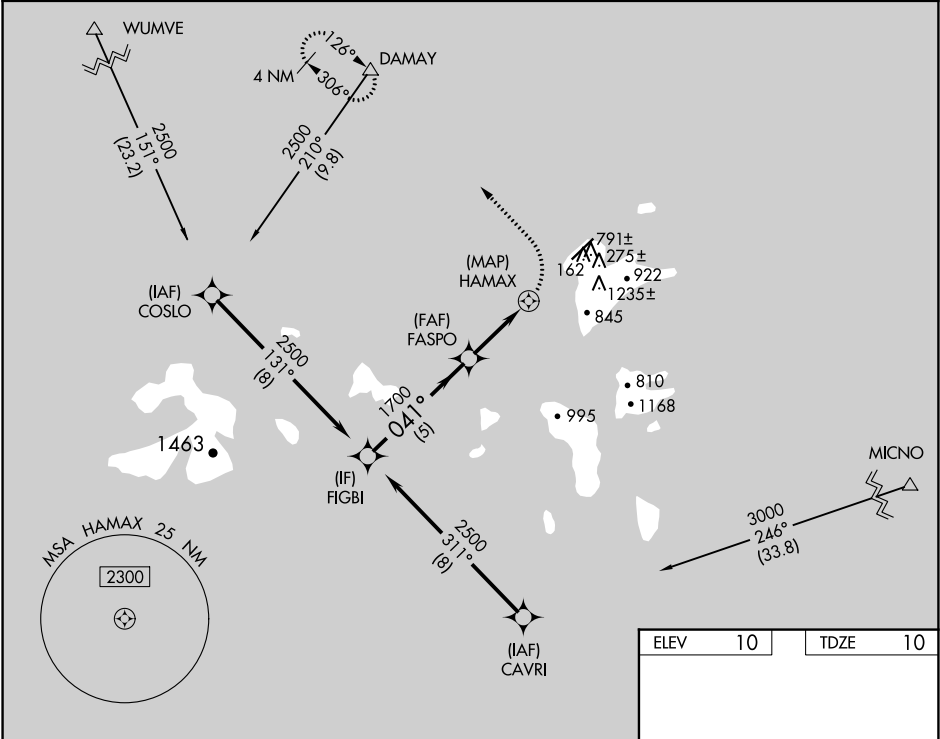 WUMVE
2500
151°
(23.2)
126°
306°
4 NM
DAMAY
2500
210°
(9.8)
(IAF)
COSLO
2500
131°
(8)
(MAP)
HAMAX
(FAF)
FASPO
791±
162
275±
922
1235±
845
1700
041°
(5)
810
1168
995
1463
(IF)
FIGBI
MICNO
3000
246°
(33.8)
2500
311°
(8)
(IAF)
CAVRI
MSA HAMAX 25 NM
2300
ELEV 10
TDZE 10